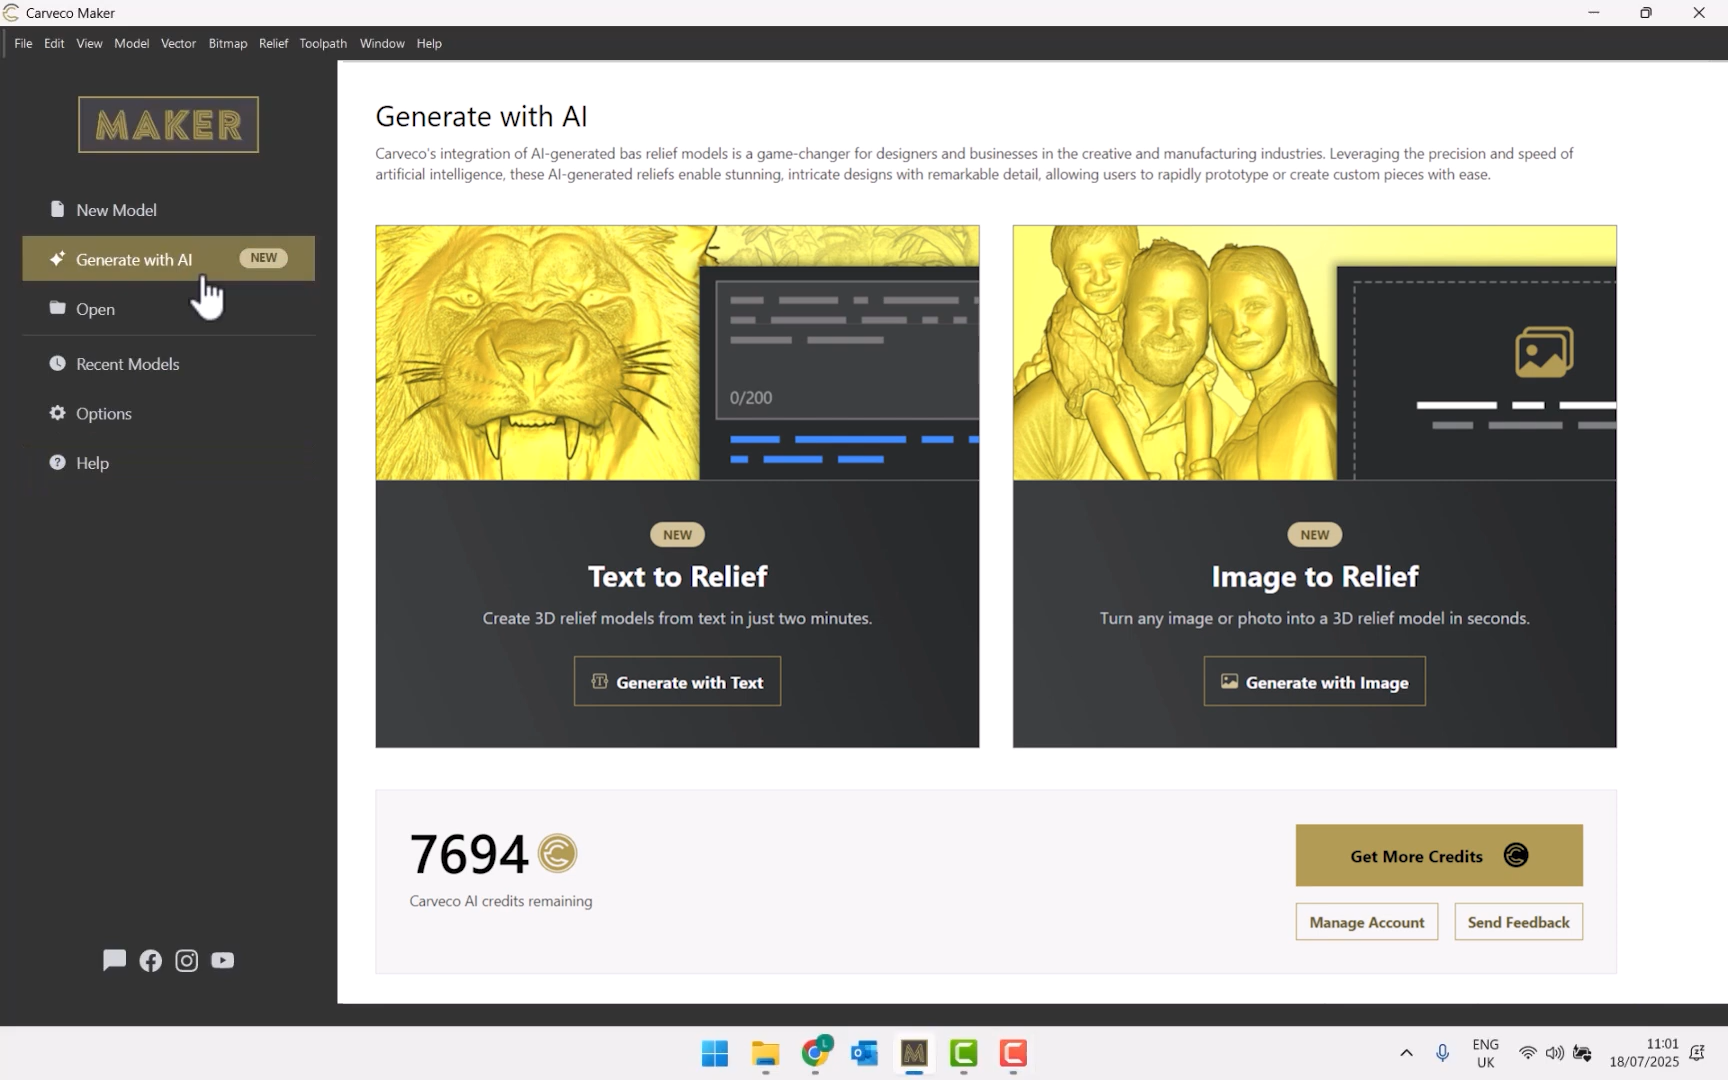 Carveco Maker
File Edit View Model Vector Bitmap Relief Toolpath Window Help
MAKER
New Model
Generate with AI NEW
Open
Recent Models
Options
Help
Generate with AI
Carveco's integration of AI-generated bas relief models is a game-changer for designers and businesses in the creative and manufacturing industries. Leveraging the precision and speed of
artificial intelligence, these AI-generated reliefs enable stunning, intricate designs with remarkable detail, allowing users to rapidly prototype or create custom pieces with ease.
0/200
NEW
Text to Relief
Create 3D relief models from text in just two minutes.
Generate with Text
NEW
Image to Relief
Turn any image or photo into a 3D relief model in seconds.
Generate with Image
7694
Carveco AI credits remaining
Get More Credits
Manage Account Send Feedback
ENG
UK
11:01
18/07/2025